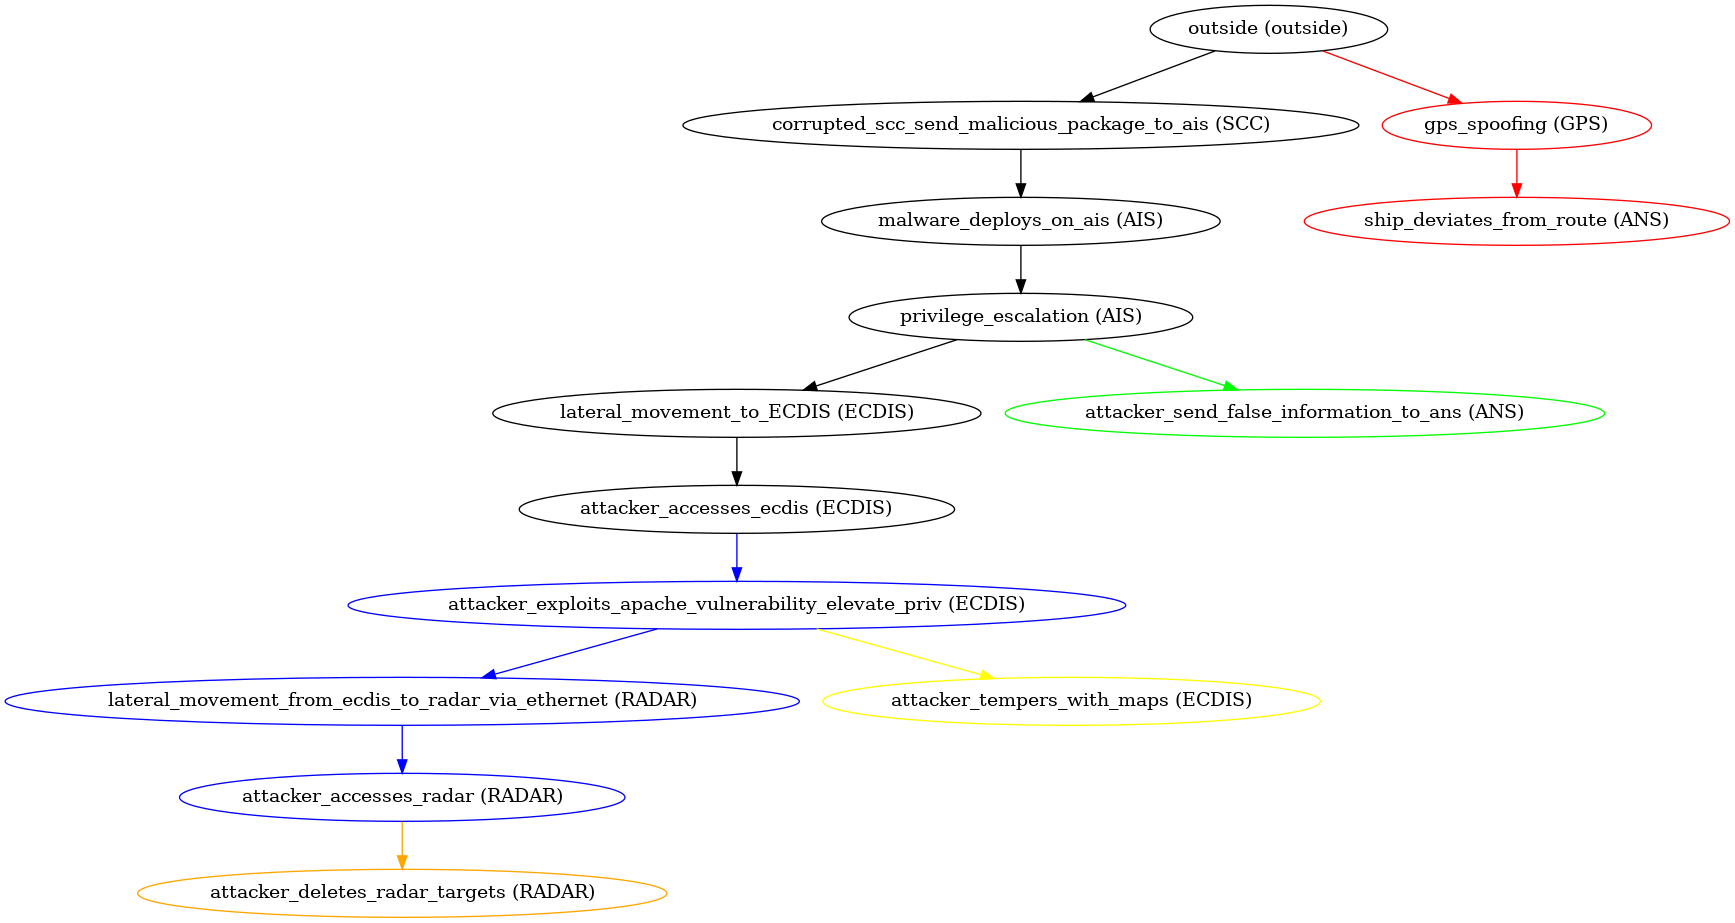 outside (outside)
corrupted_scc_send_malicious_package_to_ais (SCC)
gps_spoofing (GPS)
malware_deploys_on_ais (AIS)
ship_deviates_from_route (ANS)
privilege_escalation (AIS)
lateral_movement_to_ECDIS (ECDIS)
attacker_send_false_information_to_ans (ANS)
attacker_accesses_ecdis (ECDIS)
attacker_exploits_apache_vulnerability_elevate_priv (ECDIS)
lateral_movement_from_ecdis_to_radar_via_ethernet (RADAR)
attacker_tempers_with_maps (ECDIS)
attacker_accesses_radar (RADAR)
attacker_deletes_radar_targets (RADAR)